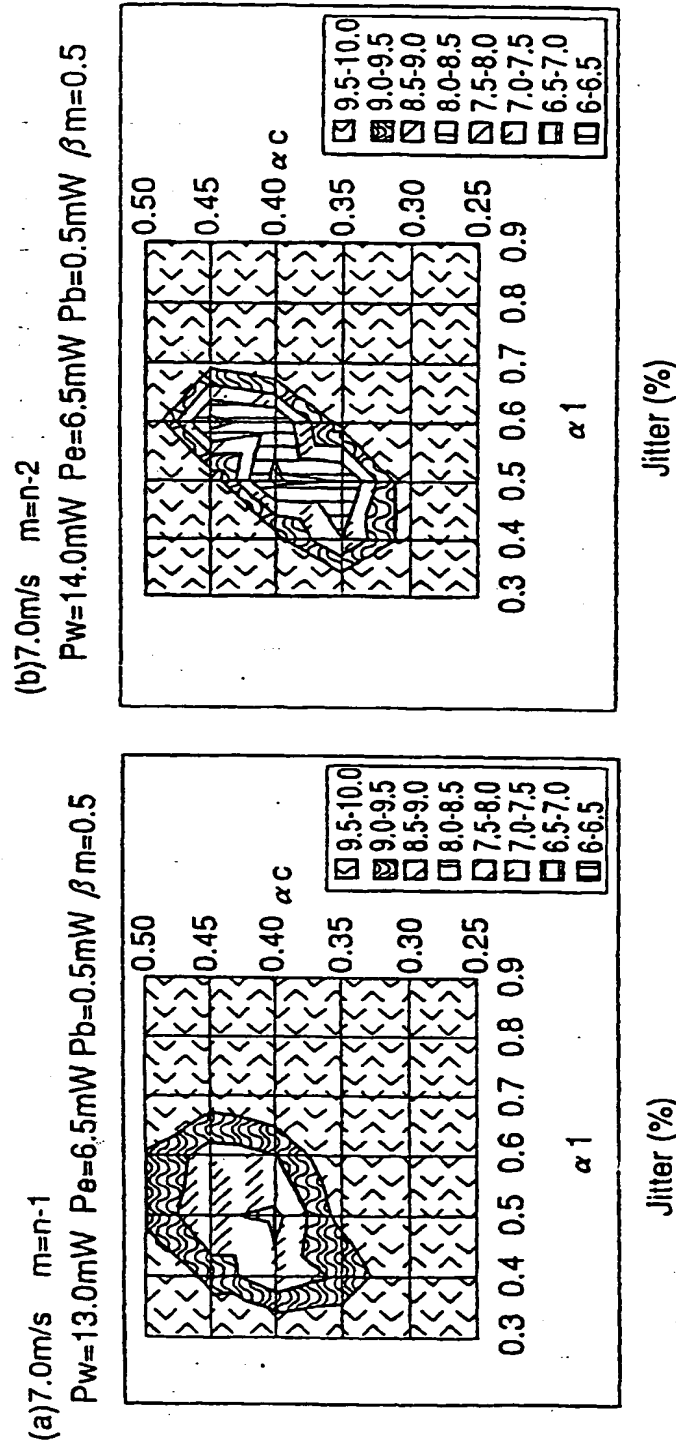 (a)7.0m/s m=n-1
Pw=13.0mW Pe=6.5mW Pb=0.5mW βm=0.5
0.50
0.45
0.40
0.35
0.30
0.25
αc
0.3 0.4 0.5 0.6 0.7 0.8 0.9
α1
9.5-10.0
9.0-9.5
8.5-9.0
8.0-8.5
7.5-8.0
7.0-7.5
6.5-7.0
6-6.5
Jitter (%)
(b)7.0m/s m=n-2
Pw=14.0mW Pe=6.5mW Pb=0.5mW βm=0.5
0.50
0.45
0.40
0.35
0.30
0.25
αc
0.3 0.4 0.5 0.6 0.7 0.8 0.9
α1
9.5-10.0
9.0-9.5
8.5-9.0
8.0-8.5
7.5-8.0
7.0-7.5
6.5-7.0
6-6.5
Jitter (%)